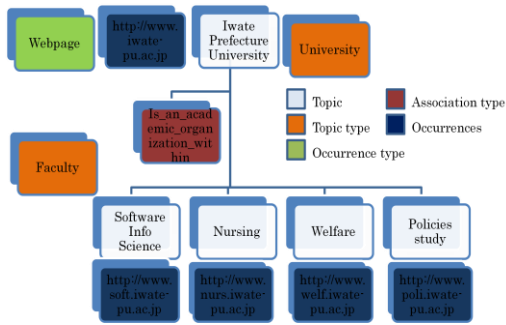 Webpage
http://www.
iwate-
pu.ac.jp
Iwate
Prefecture
University
University
Is_an_acad
emic_organ
ization_wit
hin
Topic
Topic type
Occurrence type
Association type
Occurrences
Faculty
Software
Info
Science
Nursing
Welfare
Policies
study
http://www.
soft.iwate-
pu.ac.jp
http://www.
nurs.iwate-
pu.ac.jp
http://www.
welf.iwate-
pu.ac.jp
http://www.
poli.iwate-
pu.ac.jp